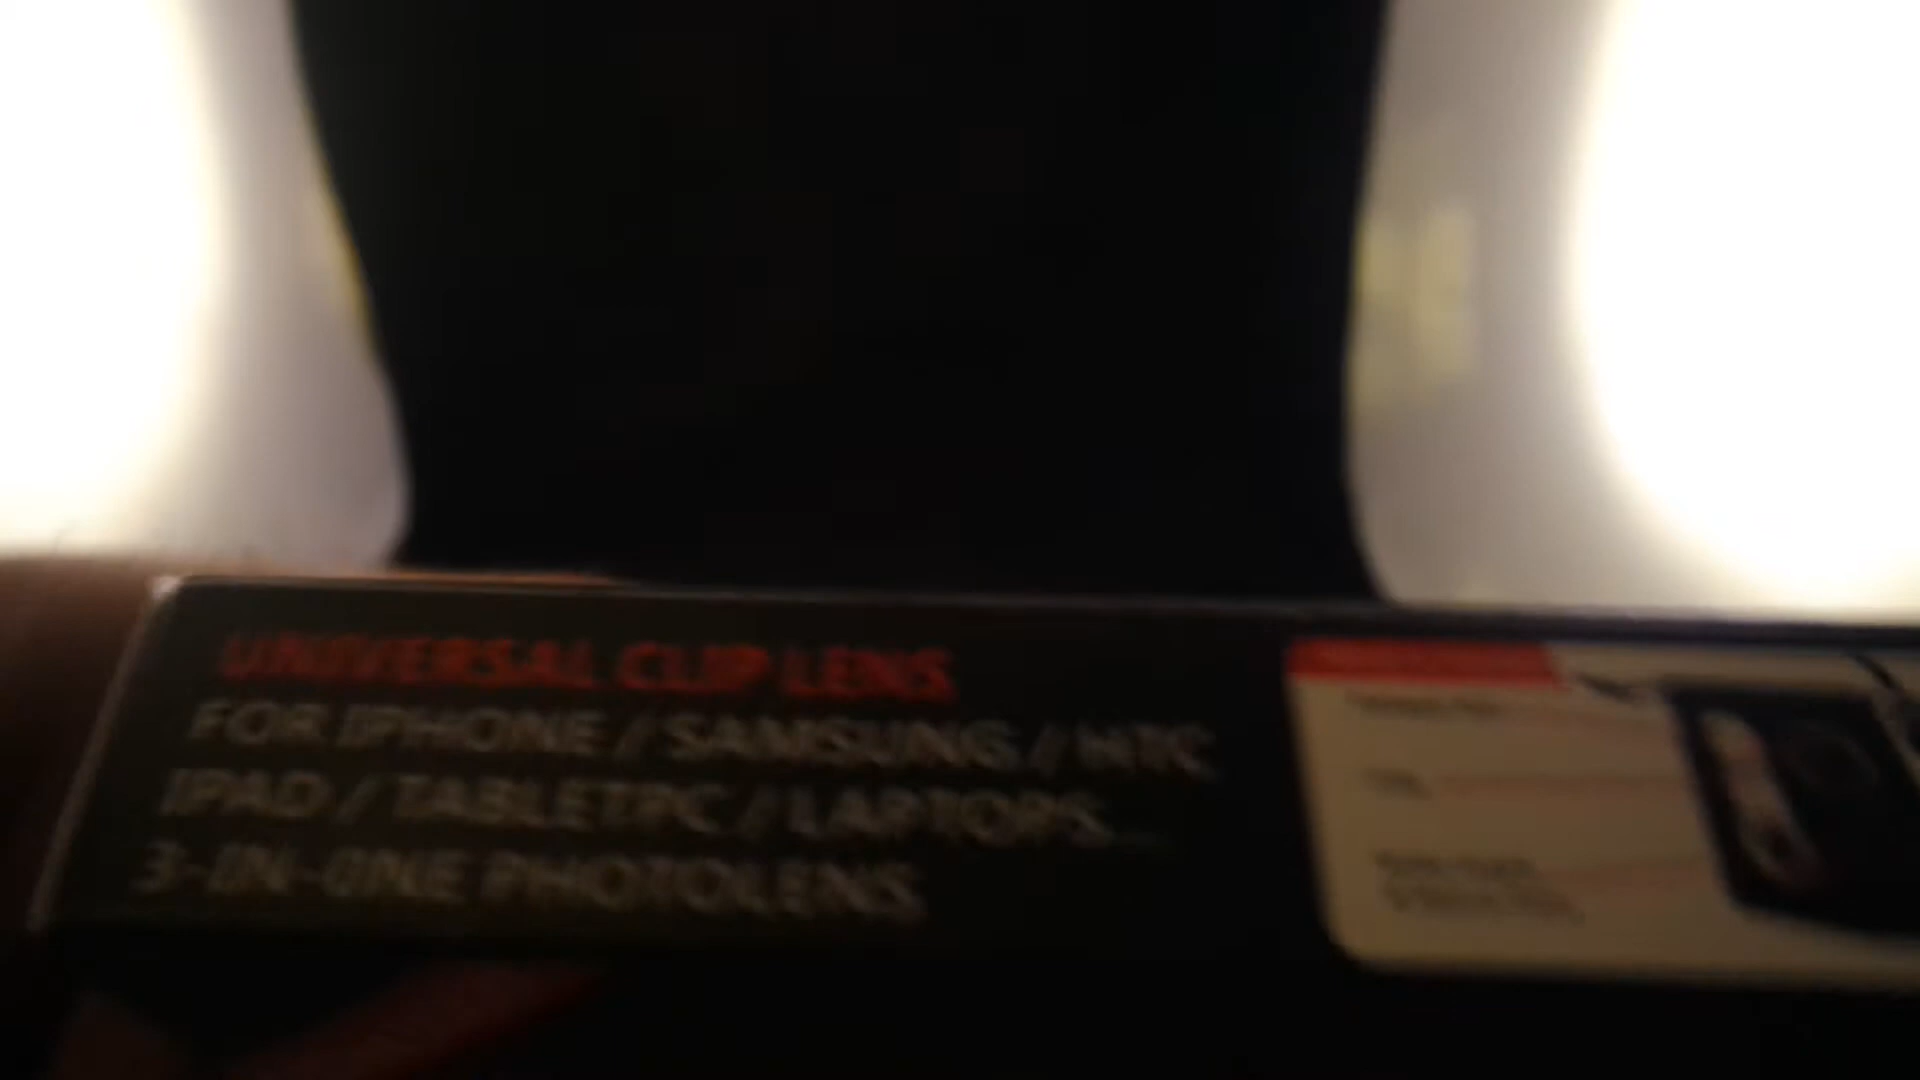 UNIVERSAL CLIP LENS
FOR IPHONE / SAMSUNG / HTC
IPAD / TABLETPC / LAPTOPS...
3-IN-ONE PHOTOLENS